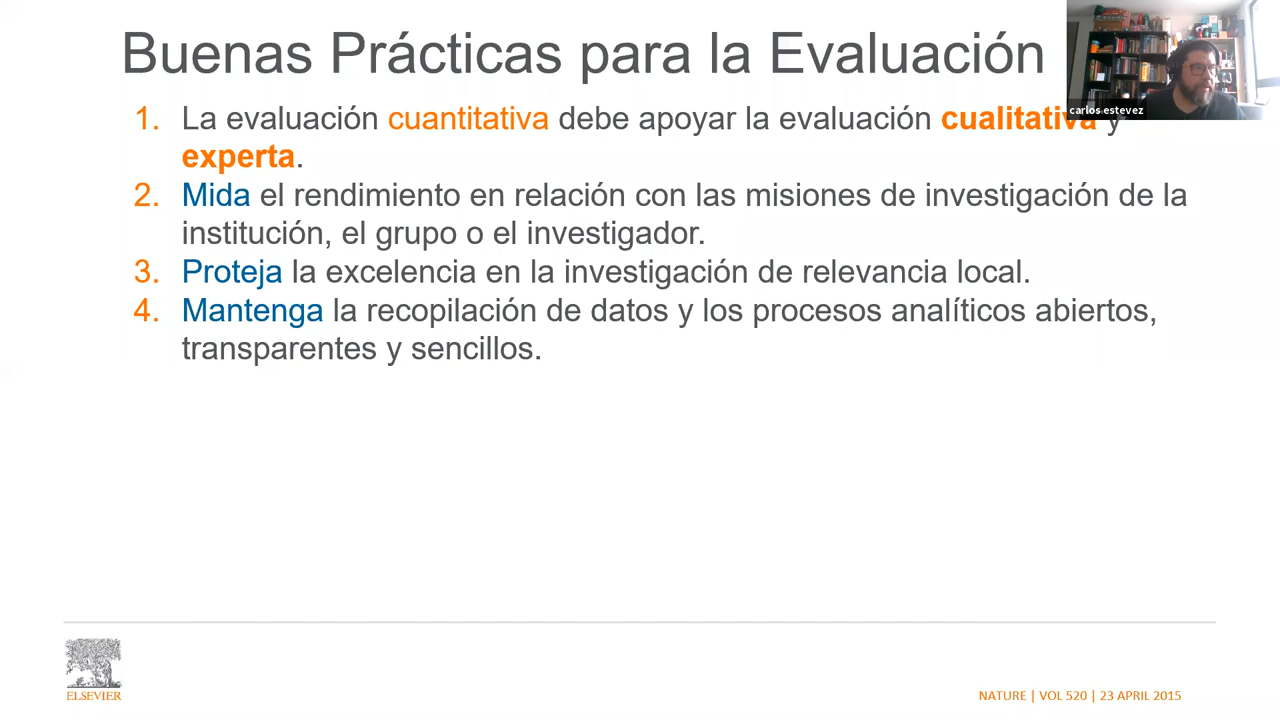 Buenas Prácticas para la Evaluación
carlos estevez
1. La evaluación cuantitativa debe apoyar la evaluación cualitativa y
experta.
2. Mida el rendimiento en relación con las misiones de investigación de la
institución, el grupo o el investigador.
3. Proteja la excelencia en la investigación de relevancia local.
4. Mantenga la recopilación de datos y los procesos analíticos abiertos,
transparentes y sencillos.
ELSEVIER
NATURE | VOL 520 | 23 APRIL 2015